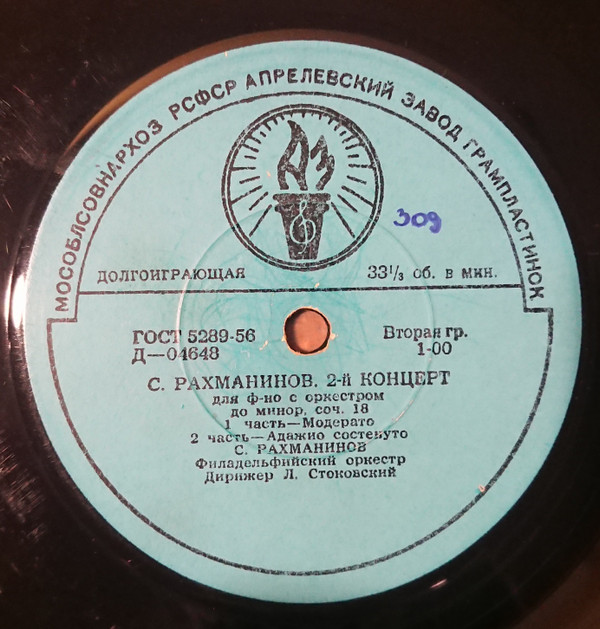 МОСОБЛСОВНАРХОЗ РСФСР АПРЕЛЕВСКИЙ ЗАВОД ГРАМПЛАСТИНОК
АЗ
309
ДОЛГОИГРАЮЩАЯ 33⅓ об. в мин.
ГОСТ 5289-56 Вторая гр.
Д—04648 1-00
С. РАХМАНИНОВ. 2-й КОНЦЕРТ
для ф-но с оркестром
до минор, соч. 18
1 часть—Модерато
2 часть—Адажио состенуто
С. РАХМАНИНОВ
Филадельфийский оркестр
Дирижер Л. Стоковский